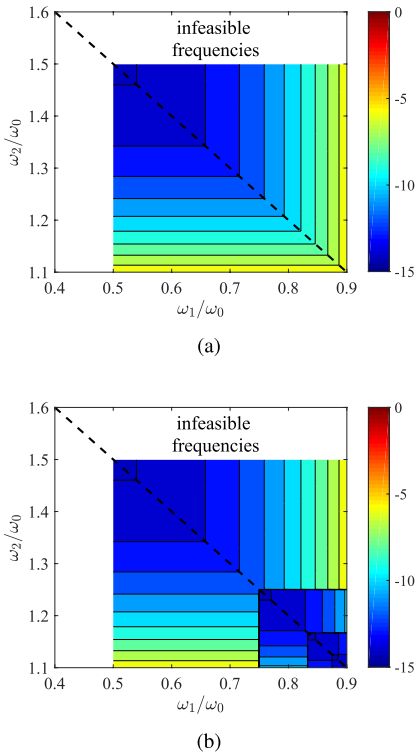 infeasible
frequencies
1.6
1.5
1.4
1.3
1.2
1.1
ω₂/ω₀
0.4 0.5 0.6 0.7 0.8 0.9
ω₁/ω₀
0
-5
-10
-15
(a)
infeasible
frequencies
1.6
1.5
1.4
1.3
1.2
1.1
ω₂/ω₀
0.4 0.5 0.6 0.7 0.8 0.9
ω₁/ω₀
0
-5
-10
-15
(b)